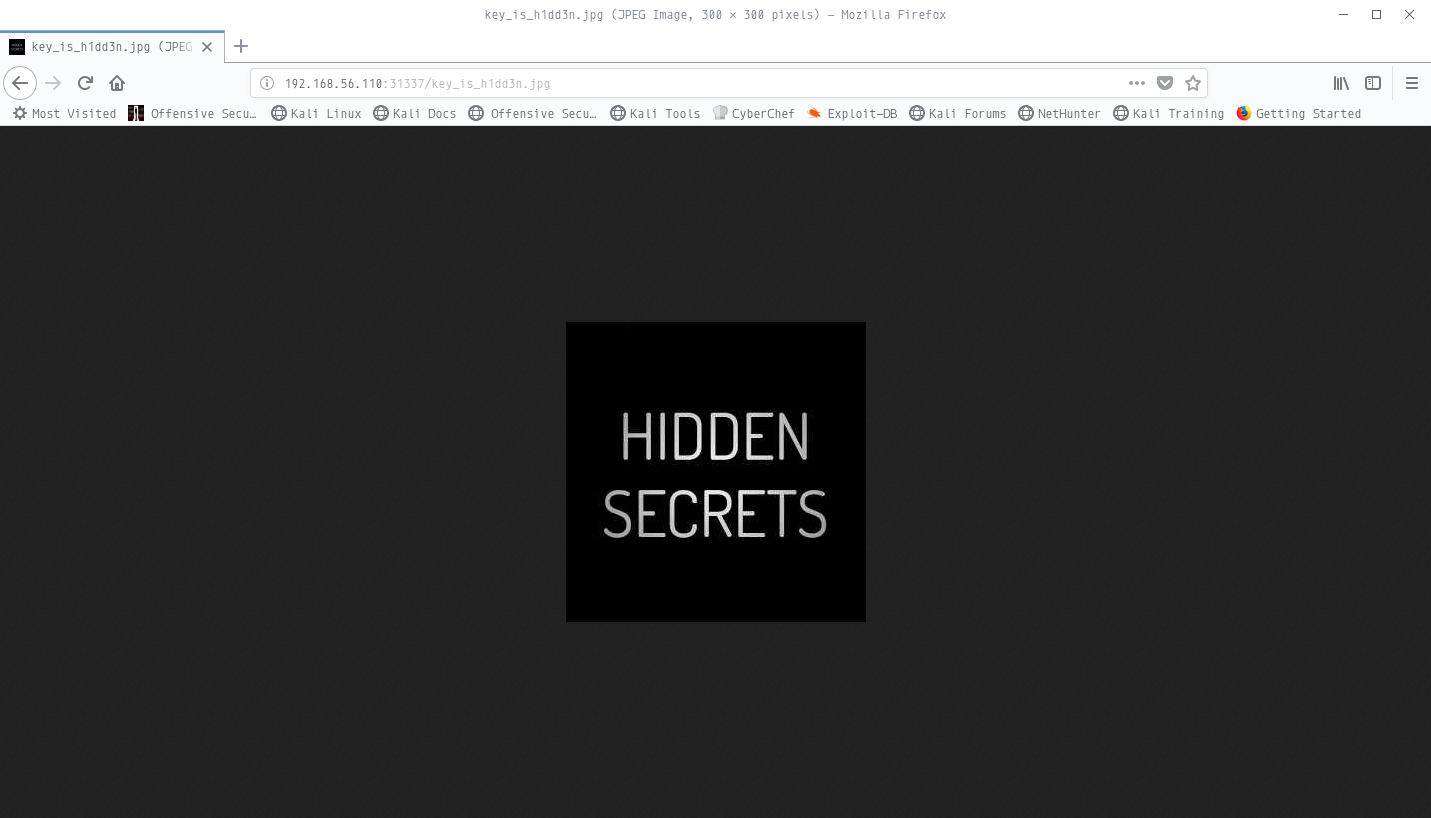 key_is_h1dd3n.jpg (JPEG Image, 300 × 300 pixels) – Mozilla Firefox
key_is_h1dd3n.jpg (JPEG
192.168.56.110:31337/key_is_h1dd3n.jpg
Most Visited Offensive Secu… Kali Linux Kali Docs Offensive Secu… Kali Tools CyberChef Exploit-DB Kali Forums NetHunter Kali Training Getting Started
HIDDEN
SECRETS